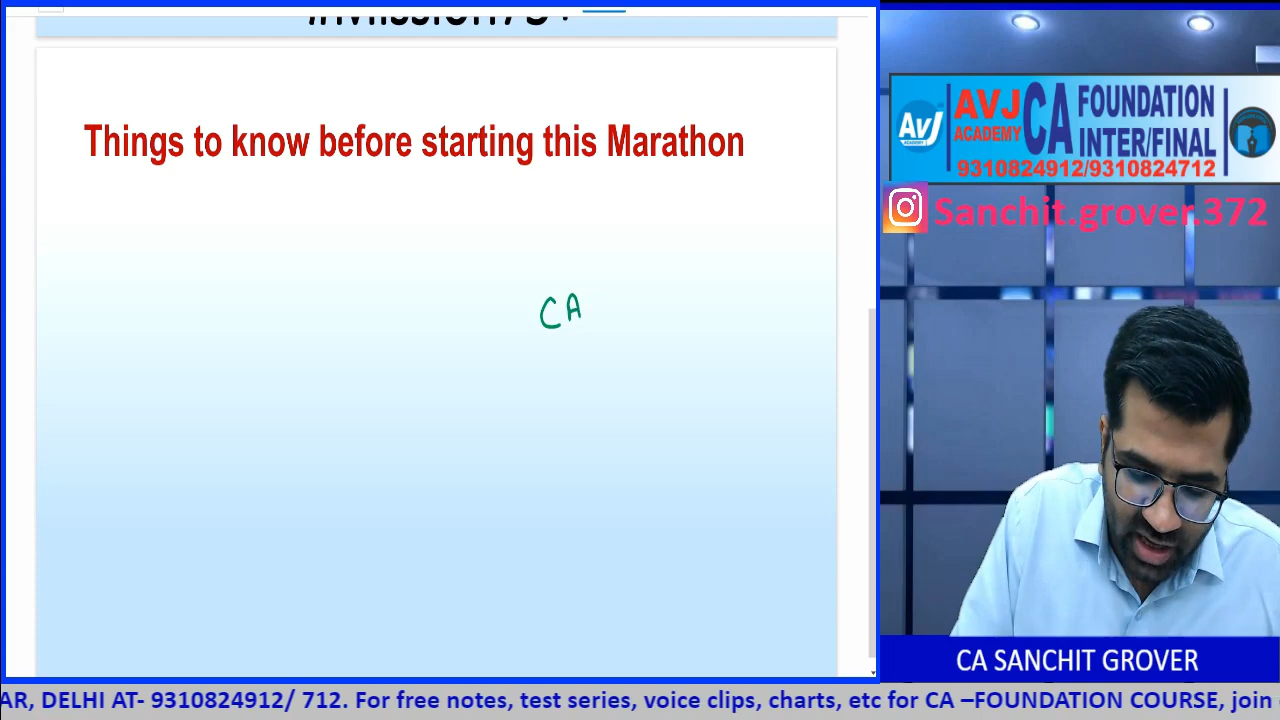 Things to know before starting this Marathon
CA
AVJ
ACADEMY
AVJ
ACADEMY
CA
FOUNDATION
INTER/FINAL
9310824912/9310824712
Sanchit.grover.372
CA SANCHIT GROVER
AR, DELHI AT- 9310824912/ 712. For free notes, test series, voice clips, charts, etc for CA –FOUNDATION COURSE, join